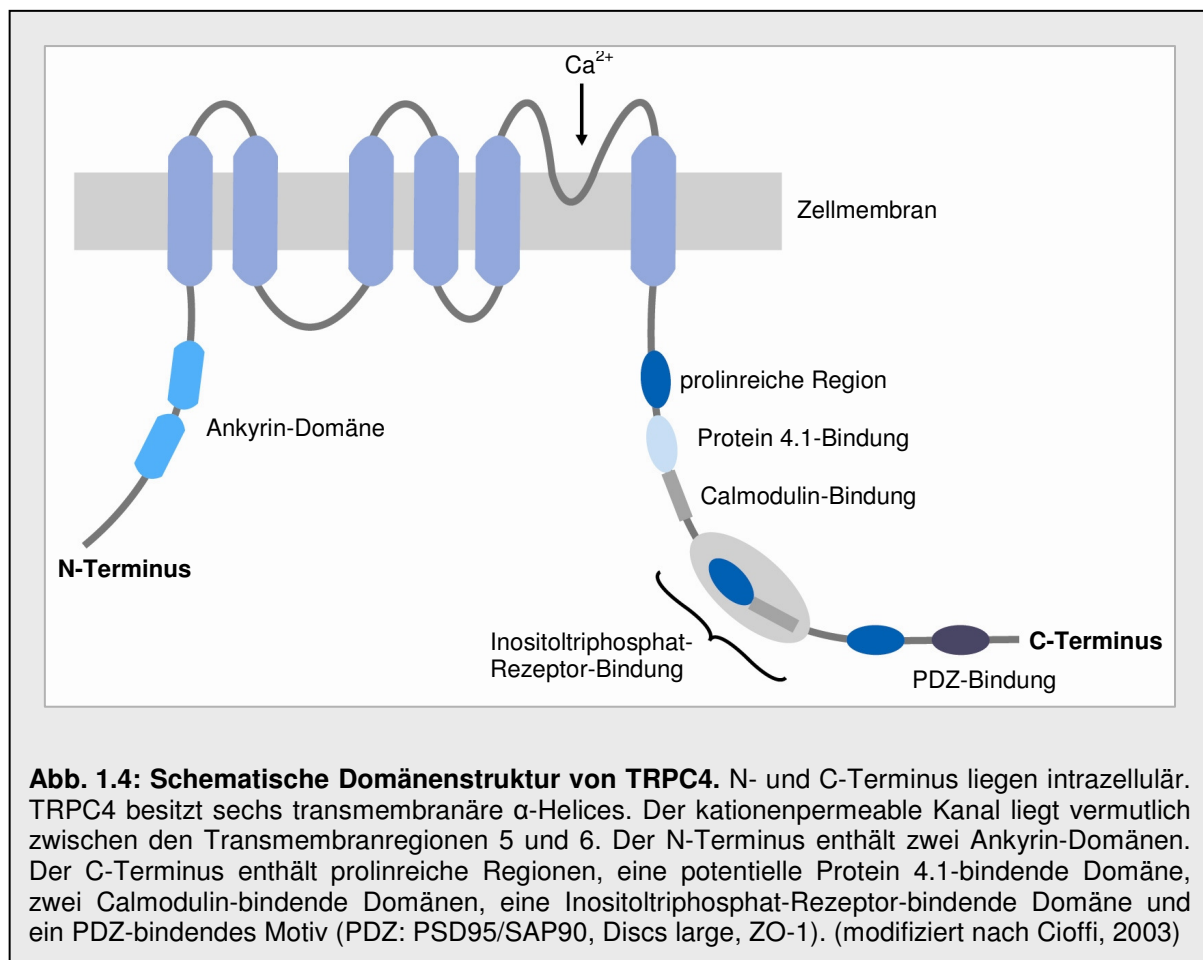 Ca²⁺
Zellmembran
prolinreiche Region
Ankyrin-Domäne
Protein 4.1-Bindung
Calmodulin-Bindung
N-Terminus
Inositoltriphosphat-
Rezeptor-Bindung
C-Terminus
PDZ-Bindung
Abb. 1.4: Schematische Domänenstruktur von TRPC4. N- und C-Terminus liegen intrazellulär.
TRPC4 besitzt sechs transmembranäre α-Helices. Der kationenpermeable Kanal liegt vermutlich
zwischen den Transmembranregionen 5 und 6. Der N-Terminus enthält zwei Ankyrin-Domänen.
Der C-Terminus enthält prolinreiche Regionen, eine potentielle Protein 4.1-bindende Domäne,
zwei Calmodulin-bindende Domänen, eine Inositoltriphosphat-Rezeptor-bindende Domäne und
ein PDZ-bindendes Motiv (PDZ: PSD95/SAP90, Discs large, ZO-1). (modifiziert nach Cioffi, 2003)